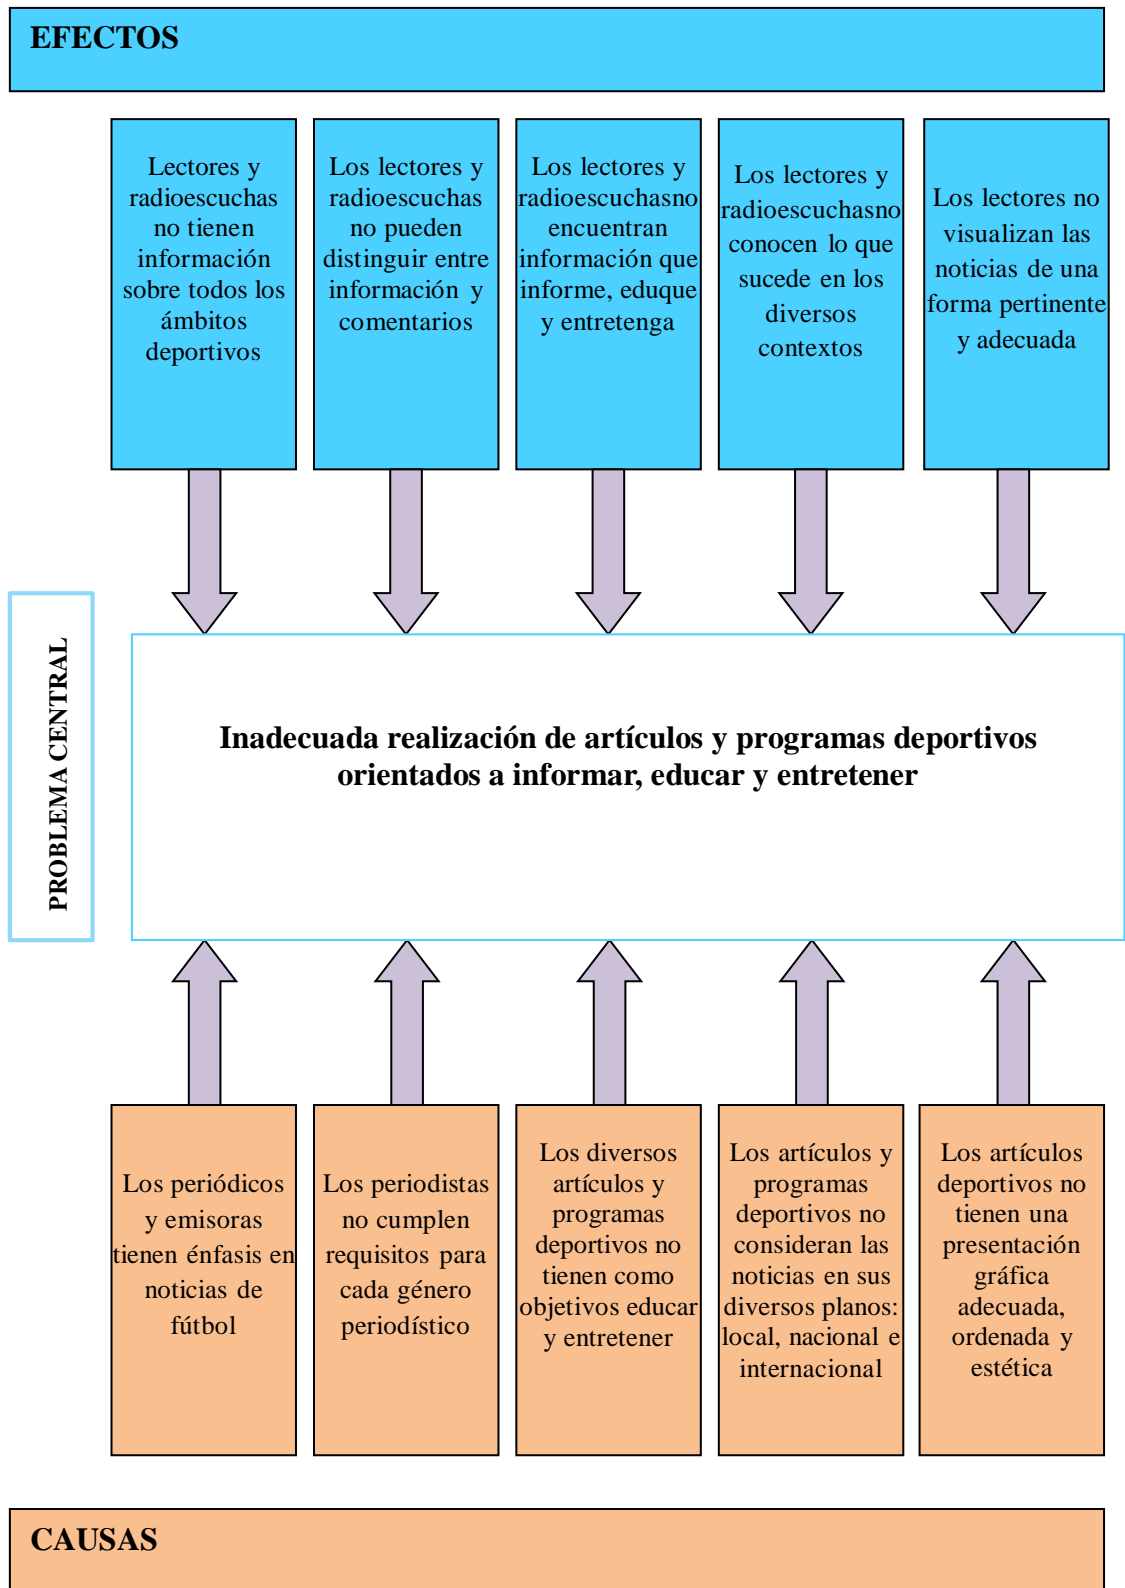 EFECTOS
Lectores y
radioescuchas
no tienen
información
sobre todos los
ámbitos
deportivos
Los lectores y
radioescuchas
no pueden
distinguir entre
información y
comentarios
Los lectores y
radioescuchasno
encuentran
información que
informe, eduque
y entretenga
Los lectores y
radioescuchasno
conocen lo que
sucede en los
diversos
contextos
Los lectores no
visualizan las
noticias de una
forma pertinente
y adecuada
PROBLEMA CENTRAL
Inadecuada realización de artículos y programas deportivos
orientados a informar, educar y entretener
Los periódicos
y emisoras
tienen énfasis en
noticias de
fútbol
Los periodistas
no cumplen
requisitos para
cada género
periodístico
Los diversos
artículos y
programas
deportivos no
tienen como
objetivos educar
y entretener
Los artículos y
programas
deportivos no
consideran las
noticias en sus
diversos planos:
local, nacional e
internacional
Los artículos
deportivos no
tienen una
presentación
gráfica
adecuada,
ordenada y
estética
CAUSAS